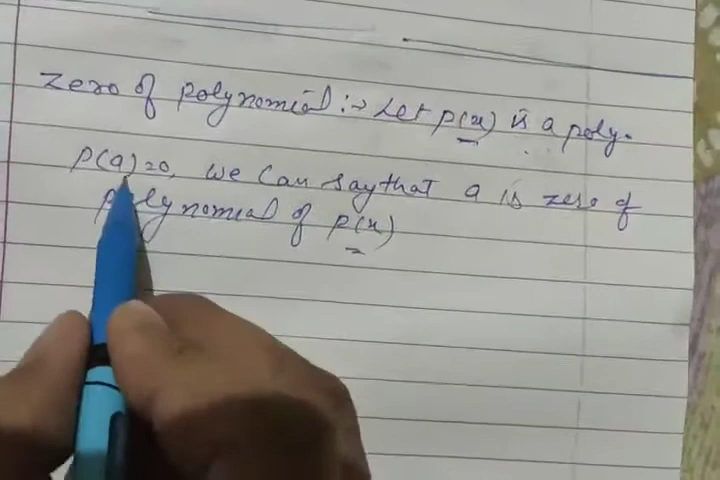 Zero of polynomial :→ Let p(x) is a poly.
P(a)=0, we can say that a is zero of
polynomial of p(x)